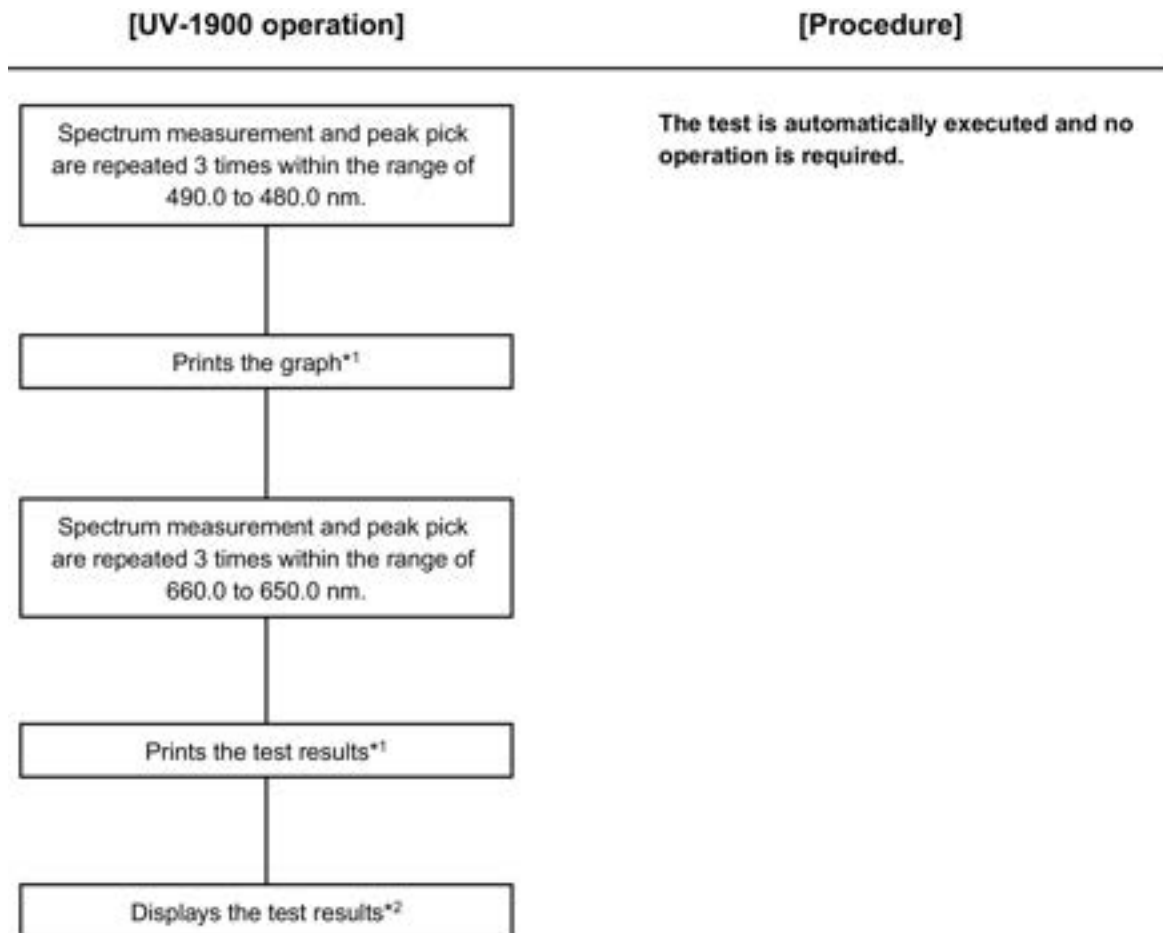 [UV-1900 operation]
[Procedure]
Spectrum measurement and peak pick
are repeated 3 times within the range of
490.0 to 480.0 nm.
The test is automatically executed and no
operation is required.
Prints the graph*1
Spectrum measurement and peak pick
are repeated 3 times within the range of
660.0 to 650.0 nm.
Prints the test results*1
Displays the test results*2